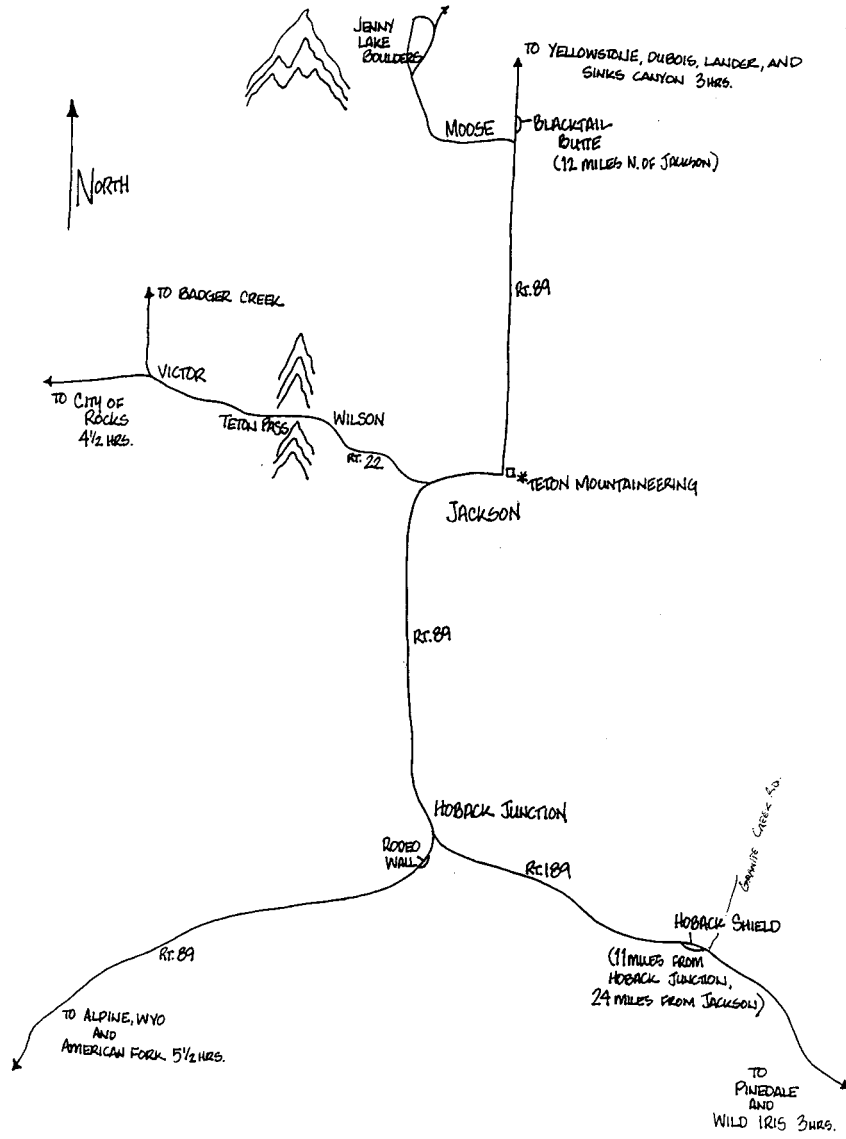 JENNY
LAKE
BOULDERS
TO YELLOWSTONE, DUBOIS, LANDER, AND
SINKS CANYON 3HRS.
MOOSE
BLACKTAIL
BUTTE
(12 MILES N. OF JACKSON)
NORTH
RT. 89
TO BADGER CREEK
VICTOR
TO CITY OF
ROCKS
4½ HRS.
TETON PASS
WILSON
RT. 22
TETON MOUNTAINEERING
JACKSON
RT. 89
HOBACK JUNCTION
RODEO
WALL
RT. 189
GRANITE CREEK RD.
HOBACK SHIELD
(11 MILES FROM
HOBACK JUNCTION,
24 MILES FROM JACKSON)
RT. 89
TO ALPINE, WYO
AND
AMERICAN FORK 5½ HRS.
TO
PINEDALE
AND
WILD IRIS 3HRS.